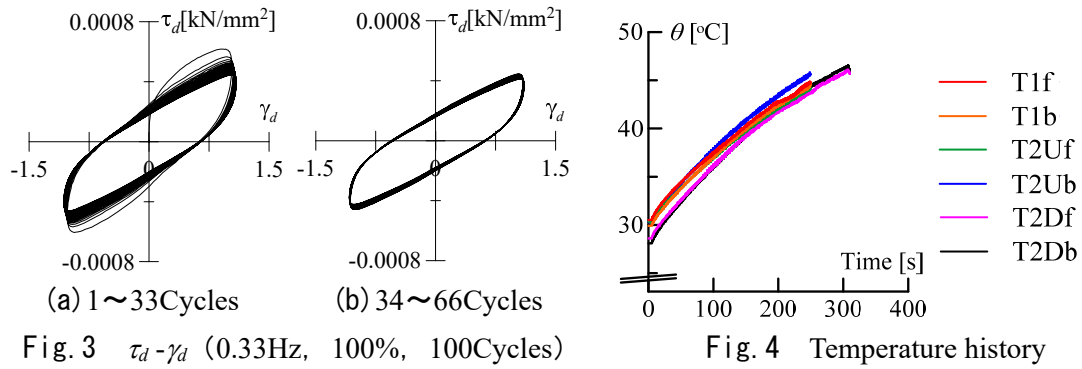 0.0008 τd[kN/mm²]
γd
-1.5 0 1.5
-0.0008
(a) 1～33Cycles
0.0008 τd[kN/mm²]
γd
-1.5 0 1.5
-0.0008
(b) 34～66Cycles
Fig. 3 τd-γd (0.33Hz, 100%, 100Cycles)
50 θ [°C]
40
30
Time [s]
0 100 200 300 400
T1f
T1b
T2Uf
T2Ub
T2Df
T2Db
Fig. 4 Temperature history